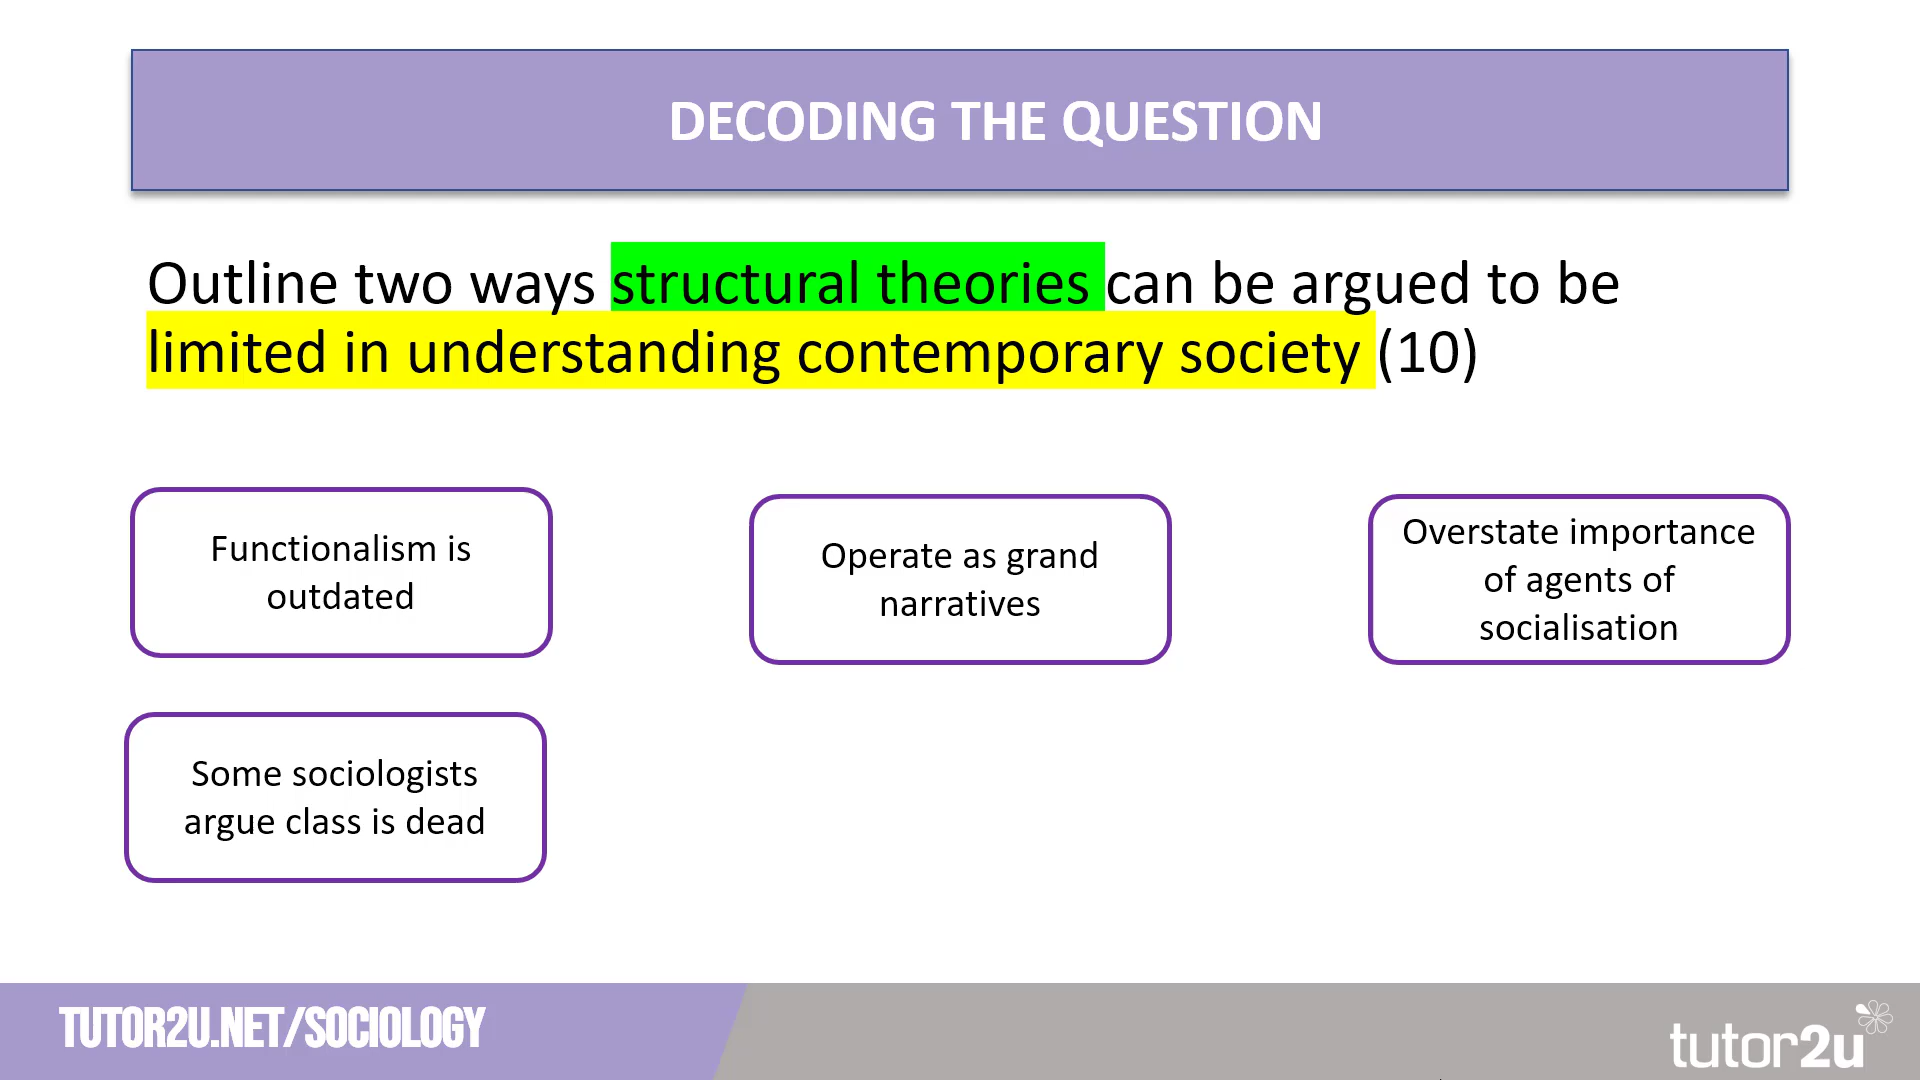 DECODING THE QUESTION
Outline two ways structural theories can be argued to be
limited in understanding contemporary society (10)
Functionalism is
outdated
Operate as grand
narratives
Overstate importance
of agents of
socialisation
Some sociologists
argue class is dead
TUTOR2U.NET/SOCIOLOGY
tutor2u